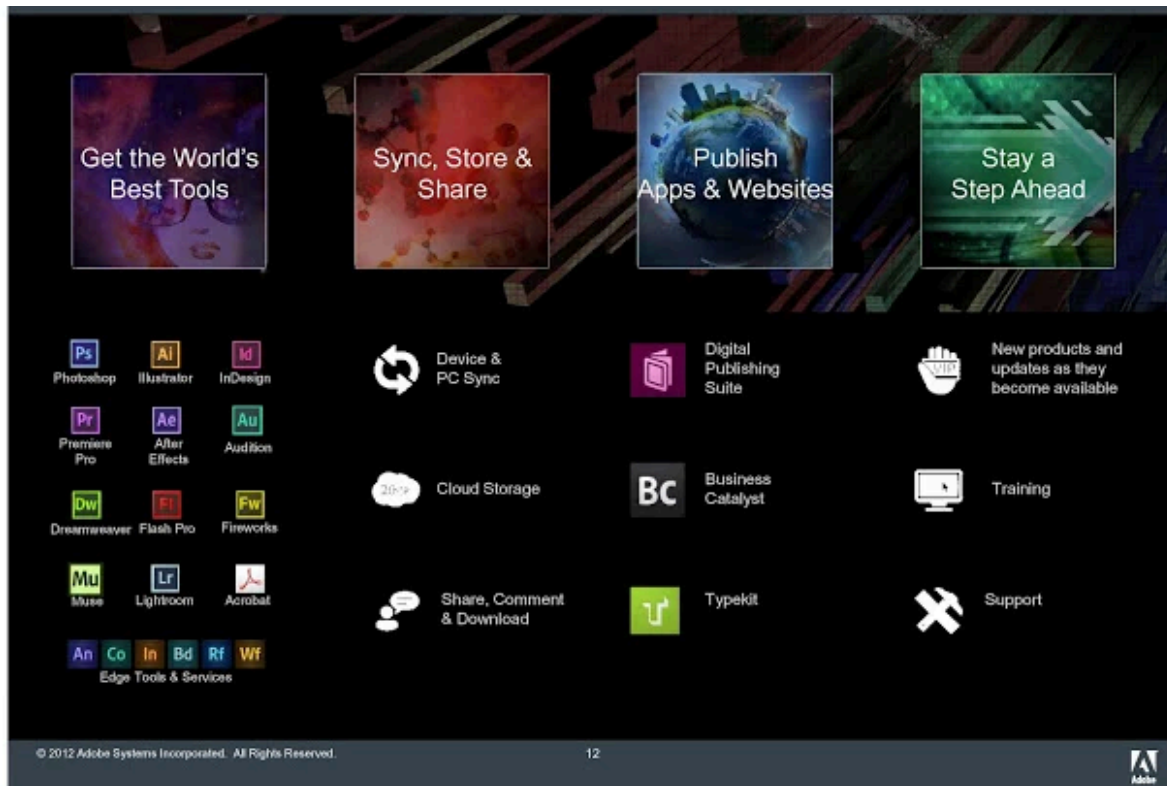 Get the World's
Best Tools
Sync, Store &
Share
Publish
Apps & Websites
Stay a
Step Ahead
Ps
Photoshop
Ai
Illustrator
Id
InDesign
Pr
Premiere
Pro
Ae
After
Effects
Au
Audition
Dw
Dreamweaver
Fl
Flash Pro
Fw
Fireworks
Mu
Muse
Lr
Lightroom
Acrobat
An Co In Bd Rf Wf
Edge Tools & Services
Device &
PC Sync
Cloud Storage
Share, Comment
& Download
Digital
Publishing
Suite
Bc
Business
Catalyst
Typekit
VIP
New products and
updates as they
become available
Training
Support
© 2012 Adobe Systems Incorporated. All Rights Reserved.
12
Adobe